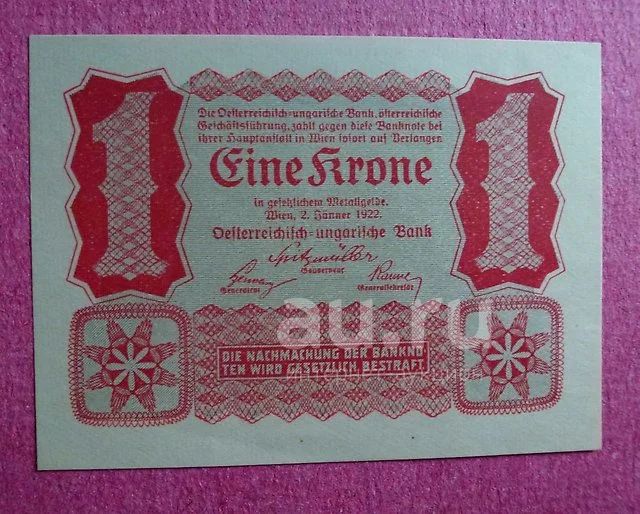 1 1
Die Oesterreichisch-ungarische Bank, österreichische
Geschäftsführung, zahlt gegen diese Banknote bei
ihrer Hauptanstalt in Wien sofort auf Verlangen
Eine Krone
in gesetzlichem Metallgelde.
Wien, 2. Jänner 1922.
Oesterreichisch-ungarische Bank
Spitzmüller
Gouverneur
Generalrat
Generalsekretär
au.ru
DIE NACHMACHUNG DER BANKNO-
TEN WIRD GESETZLICH BESTRAFT.